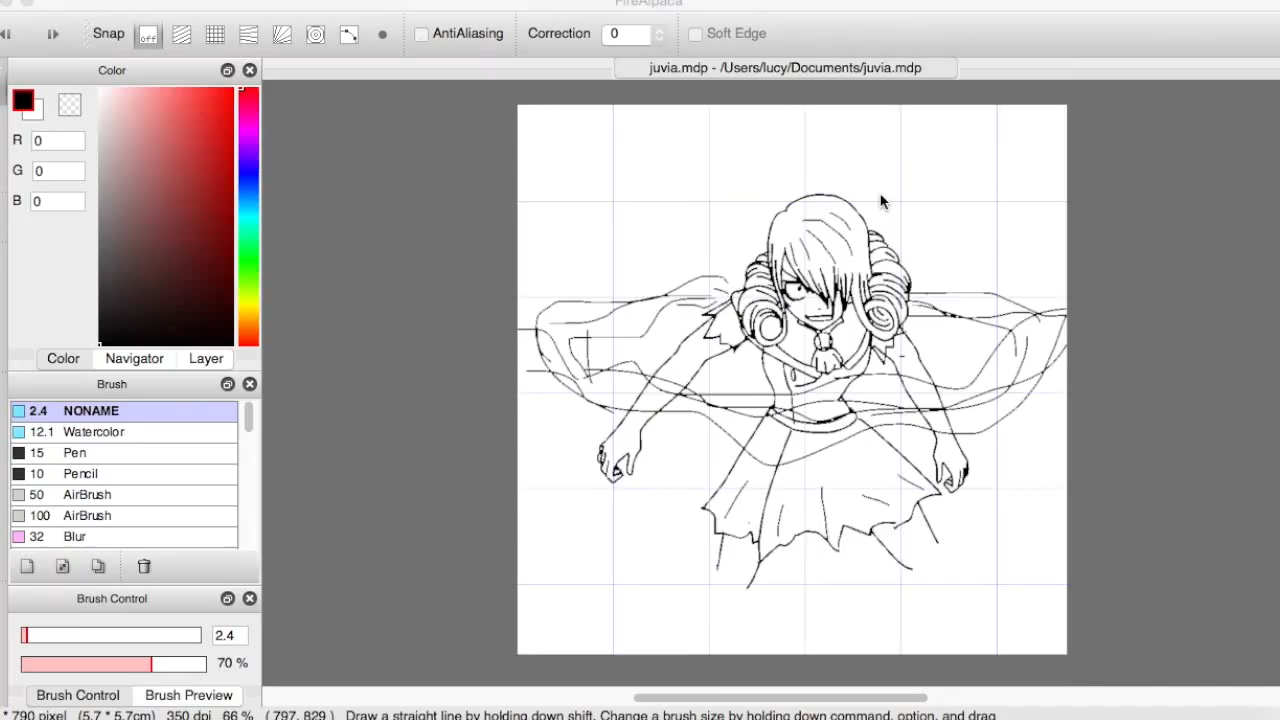 FireAlpaca
Snap off AntiAliasing Correction 0 Soft Edge
juvia.mdp - /Users/lucy/Documents/juvia.mdp
Color
R 0
G 0
B 0
Color Navigator Layer
Brush
2.4 NONAME
12.1 Watercolor
15 Pen
10 Pencil
50 AirBrush
100 AirBrush
32 Blur
Brush Control
2.4
70 %
Brush Control Brush Preview
* 790 pixel (5.7 * 5.7cm) 350 dpi 66 % ( 797, 829 ) Draw a straight line by holding down shift. Change a brush size by holding down command, option, and drag